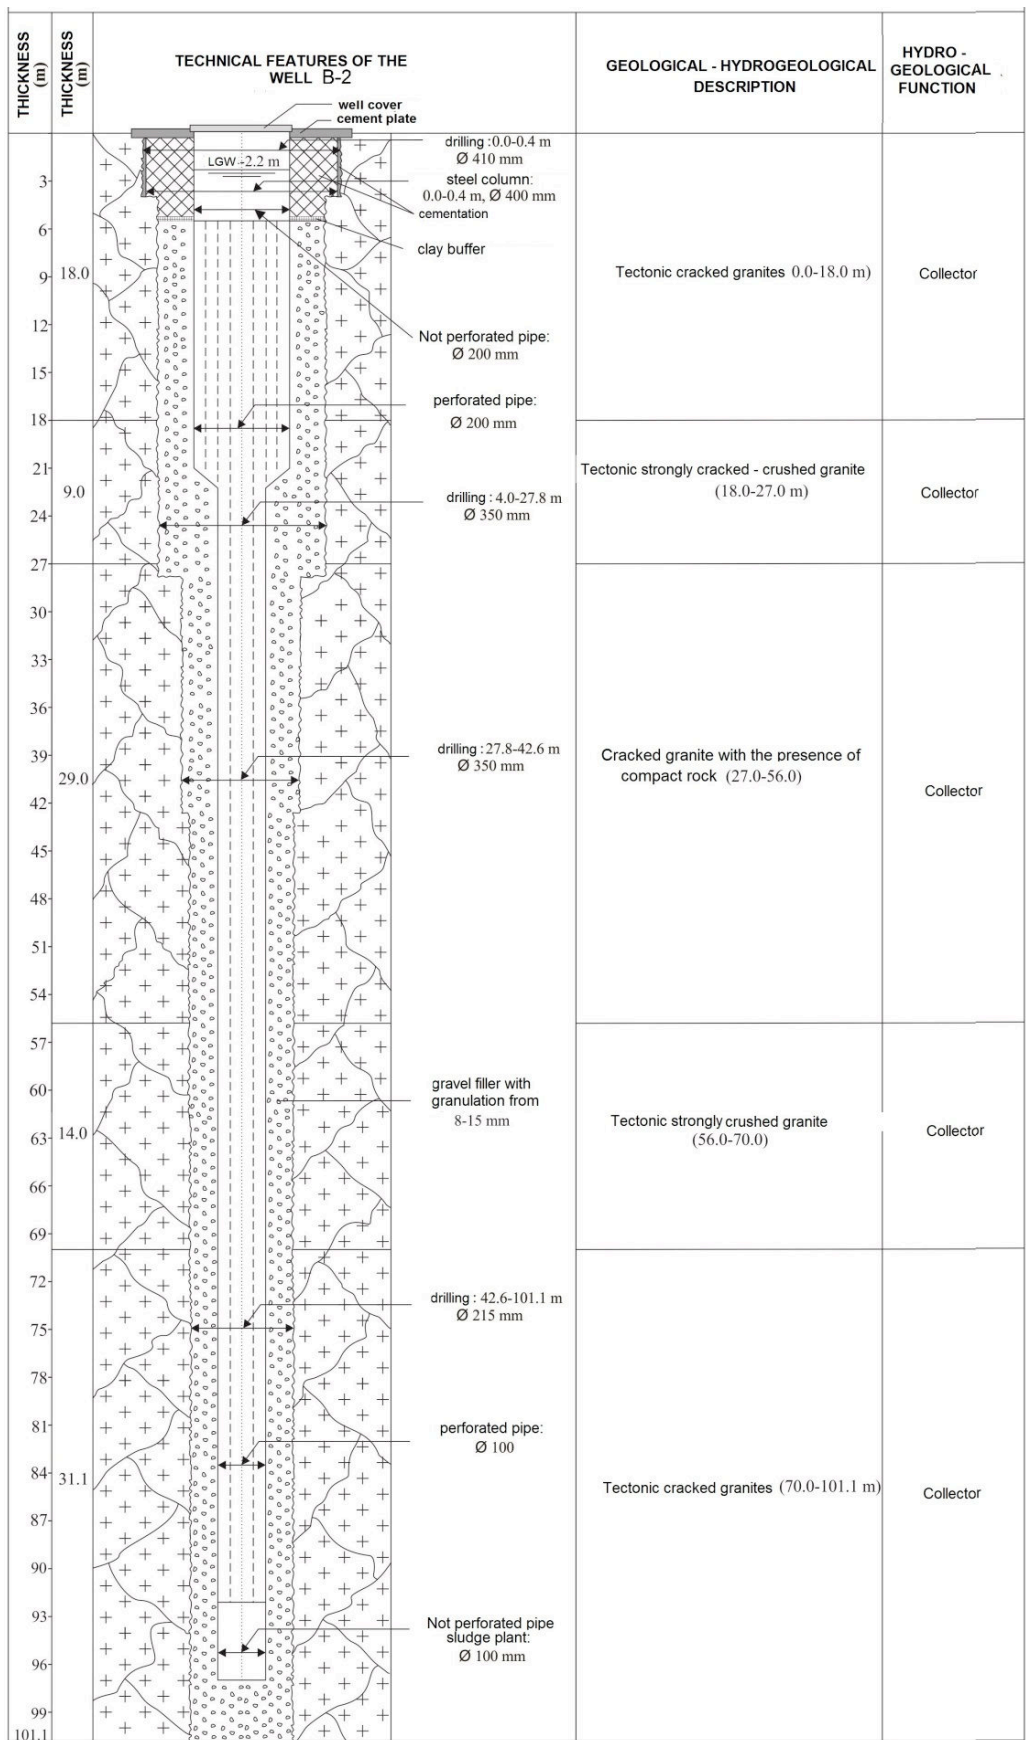 THICKNESS
(m)
THICKNESS
(m)
TECHNICAL FEATURES OF THE
WELL B-2
GEOLOGICAL - HYDROGEOLOGICAL
DESCRIPTION
HYDRO -
GEOLOGICAL
FUNCTION
well cover
cement plate
drilling :0.0-0.4 m
Ø 410 mm
LGW -2.2 m
steel column:
0.0-0.4 m, Ø 400 mm
cementation
clay buffer
Not perforated pipe:
Ø 200 mm
perforated pipe:
Ø 200 mm
drilling : 4.0-27.8 m
Ø 350 mm
drilling : 27.8-42.6 m
Ø 350 mm
gravel filler with
granulation from
8-15 mm
drilling : 42.6-101.1 m
Ø 215 mm
perforated pipe:
Ø 100
Not perforated pipe
sludge plant:
Ø 100 mm
3
6
9
12
15
18
21
24
27
30
33
36
39
42
45
48
51
54
57
60
63
66
69
72
75
78
81
84
87
90
93
96
99
101.1
18.0
9.0
29.0
14.0
31.1
Tectonic cracked granites 0.0-18.0 m)
Collector
Tectonic strongly cracked - crushed granite
(18.0-27.0 m)
Collector
Cracked granite with the presence of
compact rock (27.0-56.0)
Collector
Tectonic strongly crushed granite
(56.0-70.0)
Collector
Tectonic cracked granites (70.0-101.1 m)
Collector